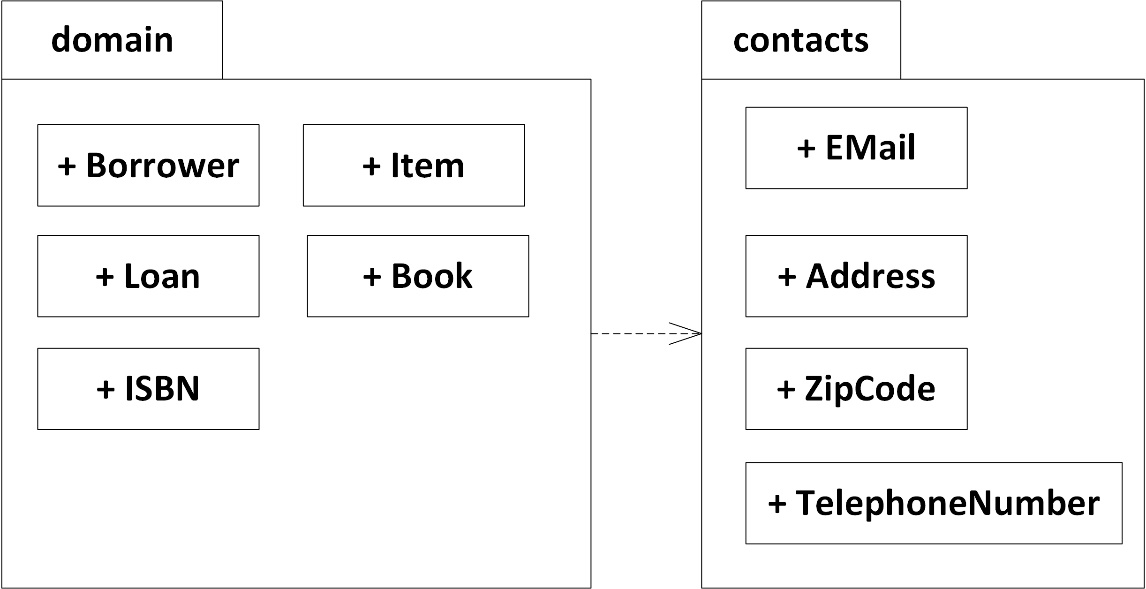 domain
+ Borrower
+ Item
+ Loan
+ Book
+ ISBN
contacts
+ EMail
+ Address
+ ZipCode
+ TelephoneNumber